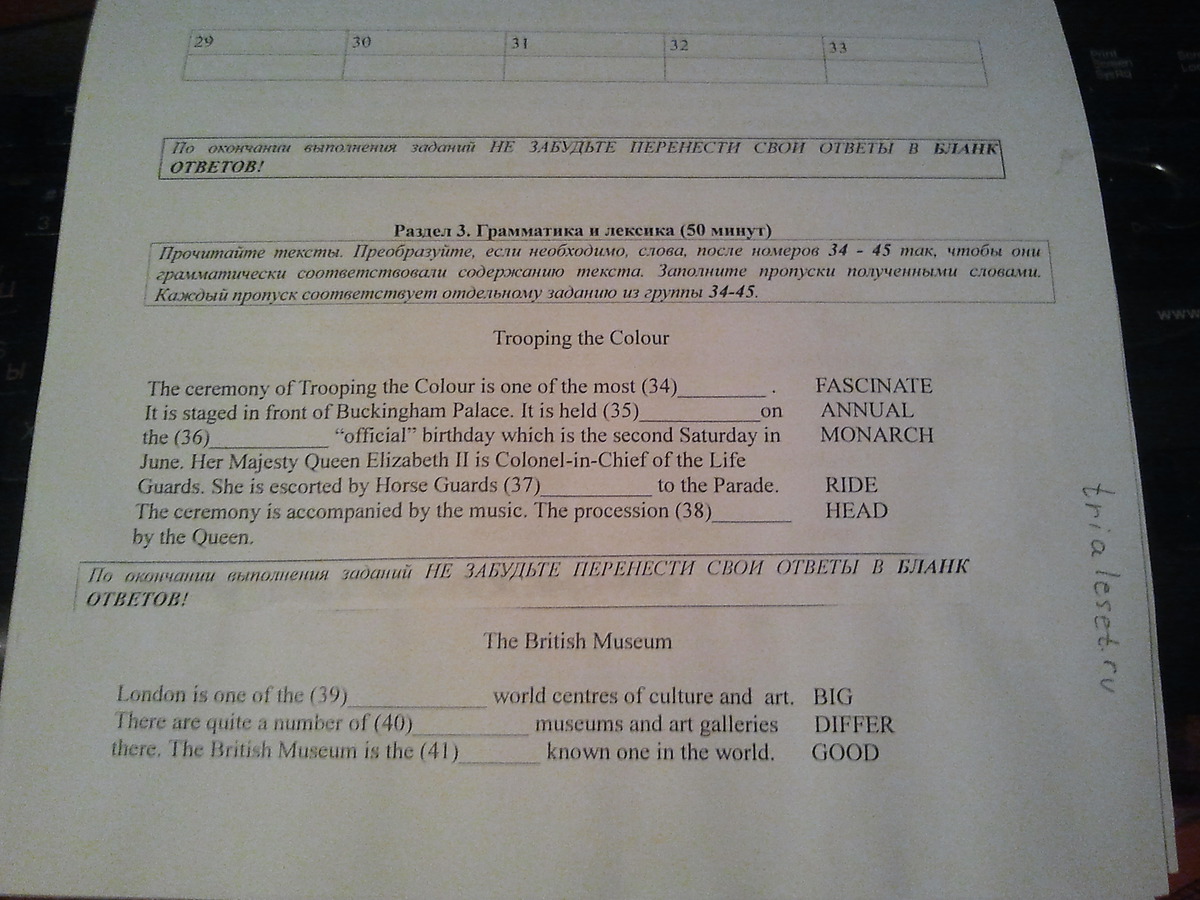 29 30 31 32 33
По окончании выполнения заданий НЕ ЗАБУДЬТЕ ПЕРЕНЕСТИ СВОИ ОТВЕТЫ В БЛАНК
ОТВЕТОВ!
Раздел 3. Грамматика и лексика (50 минут)
Прочитайте тексты. Преобразуйте, если необходимо, слова, после номеров 34 - 45 так, чтобы они
грамматически соответствовали содержанию текста. Заполните пропуски полученными словами.
Каждый пропуск соответствует отдельному заданию из группы 34-45.
Trooping the Colour
The ceremony of Trooping the Colour is one of the most (34)_________ . FASCINATE
It is staged in front of Buckingham Palace. It is held (35)____________on ANNUAL
the (36)____________ “official” birthday which is the second Saturday in MONARCH
June. Her Majesty Queen Elizabeth II is Colonel-in-Chief of the Life
Guards. She is escorted by Horse Guards (37)___________ to the Parade. RIDE
The ceremony is accompanied by the music. The procession (38)________ HEAD
by the Queen.
По окончании выполнения заданий НЕ ЗАБУДЬТЕ ПЕРЕНЕСТИ СВОИ ОТВЕТЫ В БЛАНК
ОТВЕТОВ!
The British Museum
London is one of the (39)______________ world centres of culture and art. BIG
There are quite a number of (40)____________ museums and art galleries DIFFER
there. The British Museum is the (41)________ known one in the world. GOOD
trialeset.ru
Print
www